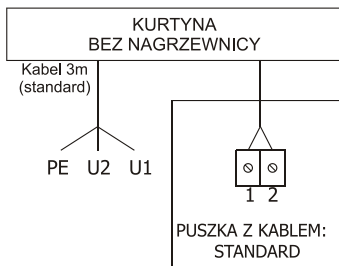 KURTYNA
BEZ NAGRZEWNICY
Kabel 3m
(standard)
PE U2 U1
1 2
PUSZKA Z KABLEM:
STANDARD